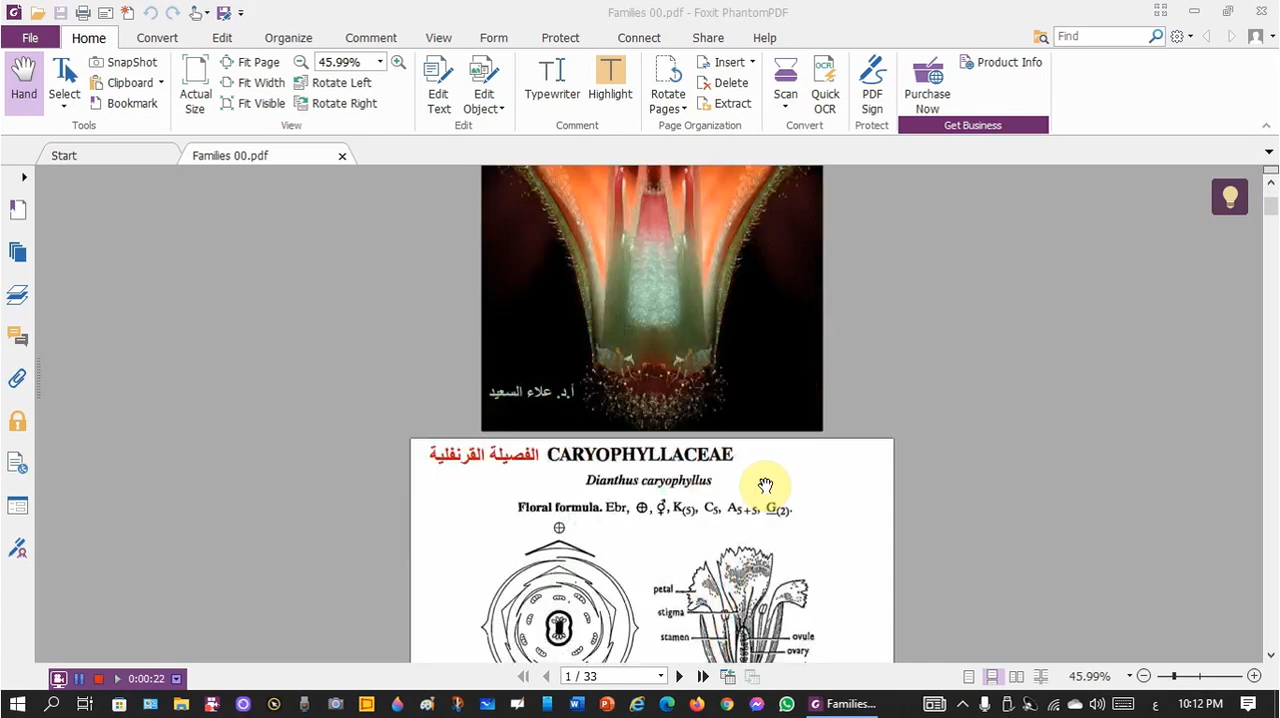 Families 00.pdf - Foxit PhantomPDF
File Home Convert Edit Organize Comment View Form Protect Connect Share Help Find
Hand
Select
SnapShot
Clipboard
Bookmark
Tools
Actual Size
Fit Page
Fit Width
Fit Visible
45.99%
Rotate Left
Rotate Right
View
Edit Text
Edit Object
Edit
Typewriter
Highlight
Comment
Rotate Pages
Insert
Delete
Extract
Page Organization
Scan
Quick OCR
Convert
PDF Sign
Protect
Purchase Now
Product Info
Get Business
Start
Families 00.pdf
أ.د. علاء السعيد
الفصيلة القرنفلية CARYOPHYLLACEAE
Dianthus caryophyllus
Floral formula. Ebr, ⊕, ⚥, K(5), C5, A5+5, G(2).
⊕
petal
stigma
stamen
ovule
ovary
0:00:22
1 / 33
45.99%
Families...
ع 10:12 PM